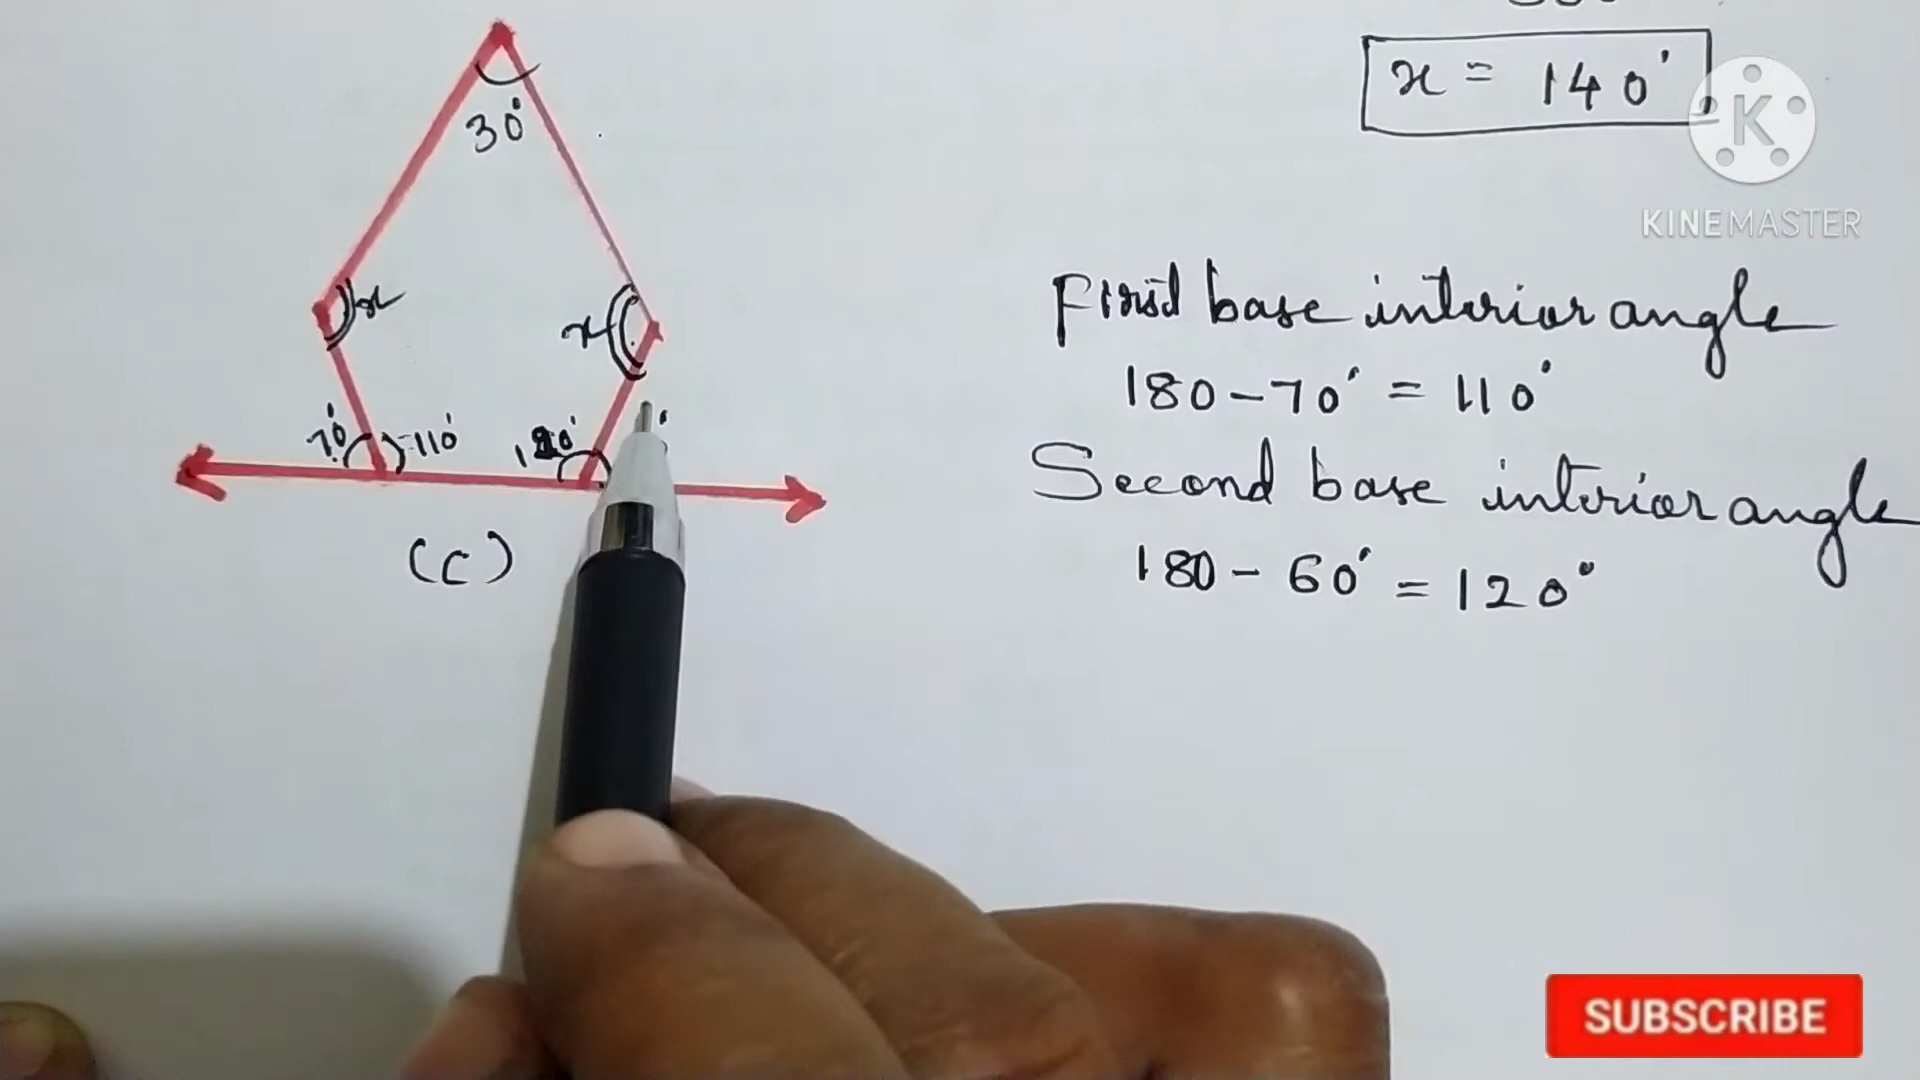 x = 140°
K
KINEMASTER
30°
x
x
First base interior angle
180 - 70° = 110°
70°
110°
120°
Second base interior angle
180 - 60° = 120°
(C)
SUBSCRIBE